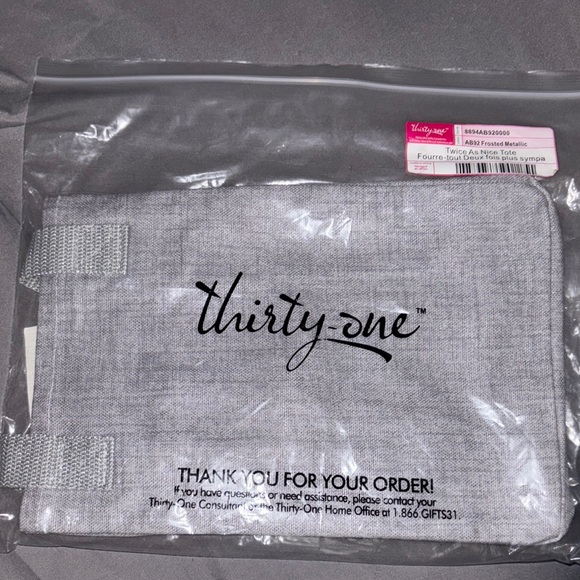 thirty-one
8894AB920000
AB92 Frosted Metallic
Twice As Nice Tote
Fourre-tout Deux fois plus sympa
thirty-one™
THANK YOU FOR YOUR ORDER!
If you have questions or need assistance, please contact your
Thirty-One Consultant or the Thirty-One Home Office at 1.866.GIFTS31.